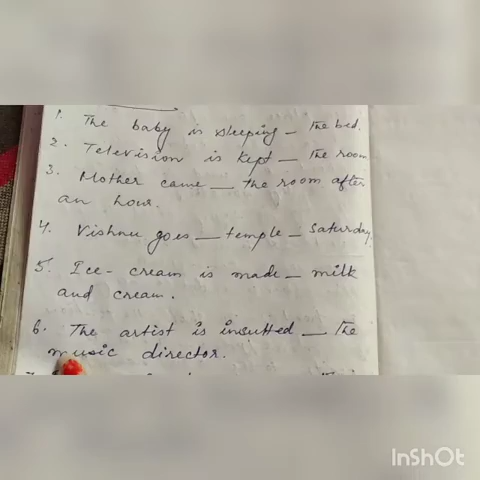 1. The baby is sleeping _ the bed.
2. Television is kept _ the room
3. Mother came _ the room after
an hour.
4. Vishnu goes _ temple _ Saturday.
5. Ice-cream is made _ milk
and cream.
6. The artist is insulted _ the
music director.
InShOt